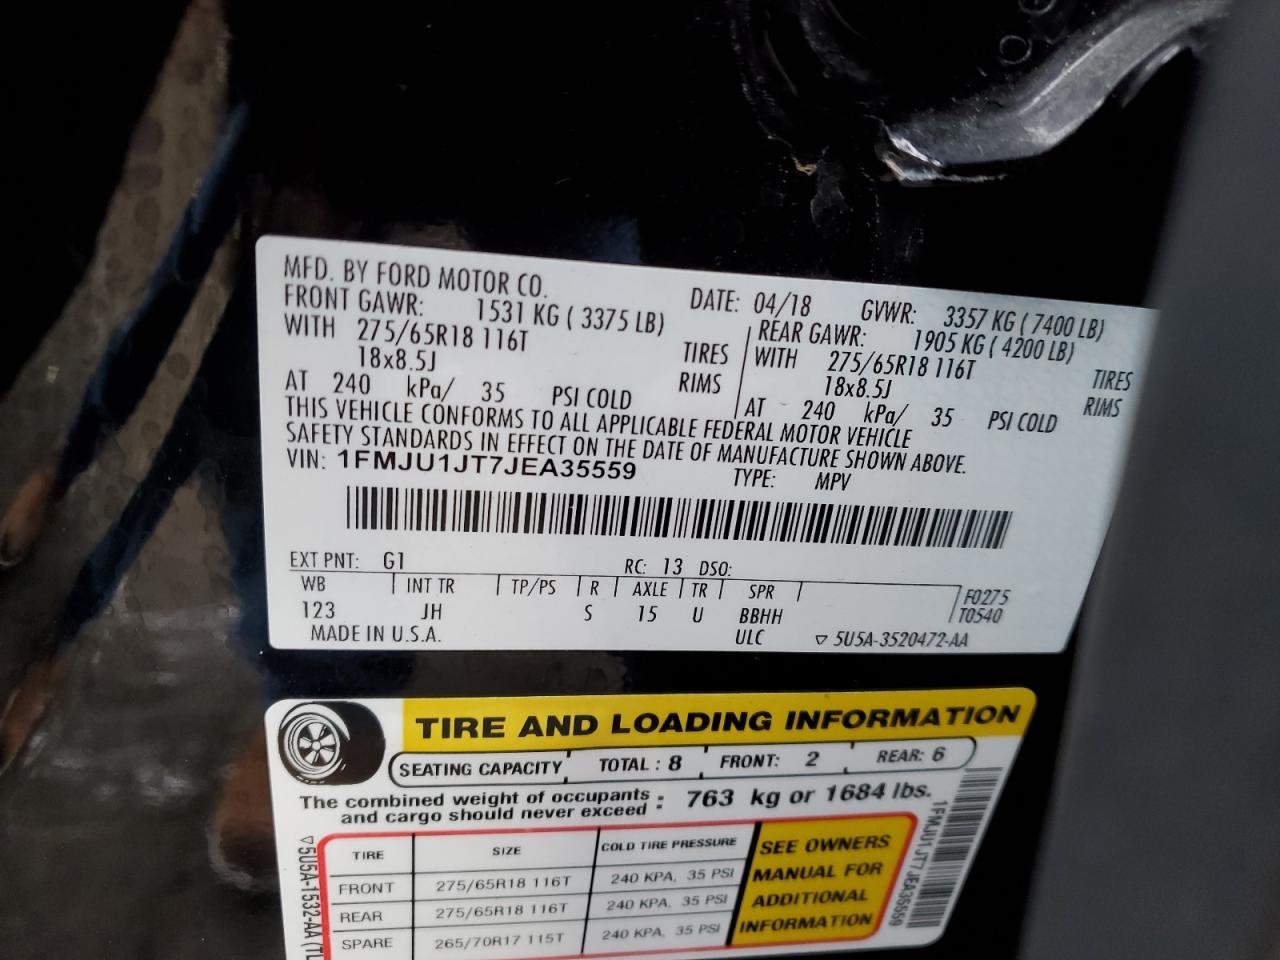 MFD. BY FORD MOTOR CO.
DATE: 04/18 GVWR: 3357 KG ( 7400 LB)
FRONT GAWR: 1531 KG ( 3375 LB) REAR GAWR: 1905 KG ( 4200 LB)
WITH 275/65R18 116T TIRES WITH 275/65R18 116T TIRES
18x8.5J RIMS 18x8.5J RIMS
AT 240 kPa/ 35 PSI COLD AT 240 kPa/ 35 PSI COLD
THIS VEHICLE CONFORMS TO ALL APPLICABLE FEDERAL MOTOR VEHICLE
SAFETY STANDARDS IN EFFECT ON THE DATE OF MANUFACTURE SHOWN ABOVE.
VIN: 1FMJU1JT7JEA35559 TYPE: MPV
EXT PNT: G1 RC: 13 DSO:
WB INT TR TP/PS R AXLE TR SPR F0275
123 JH S 15 U BBHH T0540
MADE IN U.S.A. ULC ▽ 5U5A-3520472-AA
TIRE AND LOADING INFORMATION
SEATING CAPACITY TOTAL : 8 FRONT: 2 REAR: 6
The combined weight of occupants and cargo should never exceed : 763 kg or 1684 lbs.
TIRE SIZE COLD TIRE PRESSURE
FRONT 275/65R18 116T 240 KPA, 35 PSI
REAR 275/65R18 116T 240 KPA, 35 PSI
SPARE 265/70R17 115T 240 KPA, 35 PSI
SEE OWNERS
MANUAL FOR
ADDITIONAL
INFORMATION
1FMJU1JT7JEA35559
▽ 5U5A-1532-AA (TL